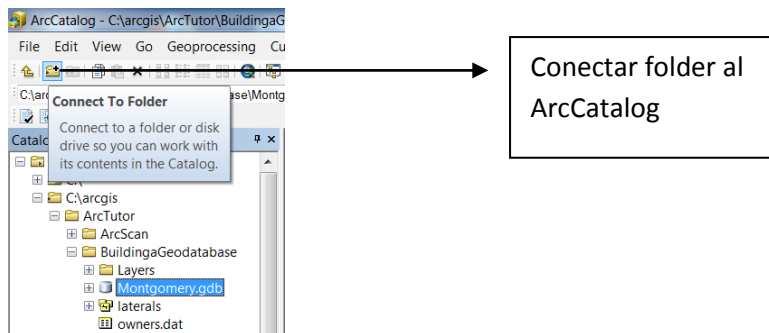 ArcCatalog - C:\arcgis\ArcTutor\BuildingaG
File Edit View Go Geoprocessing Cu
C:\arc
ase\Montg
Connect To Folder
Connect to a folder or disk
drive so you can work with
its contents in the Catalog.
Catalo
C:\
C:\arcgis
ArcTutor
ArcScan
BuildingaGeodatabase
Layers
Montgomery.gdb
laterals
owners.dat
Conectar folder al
ArcCatalog